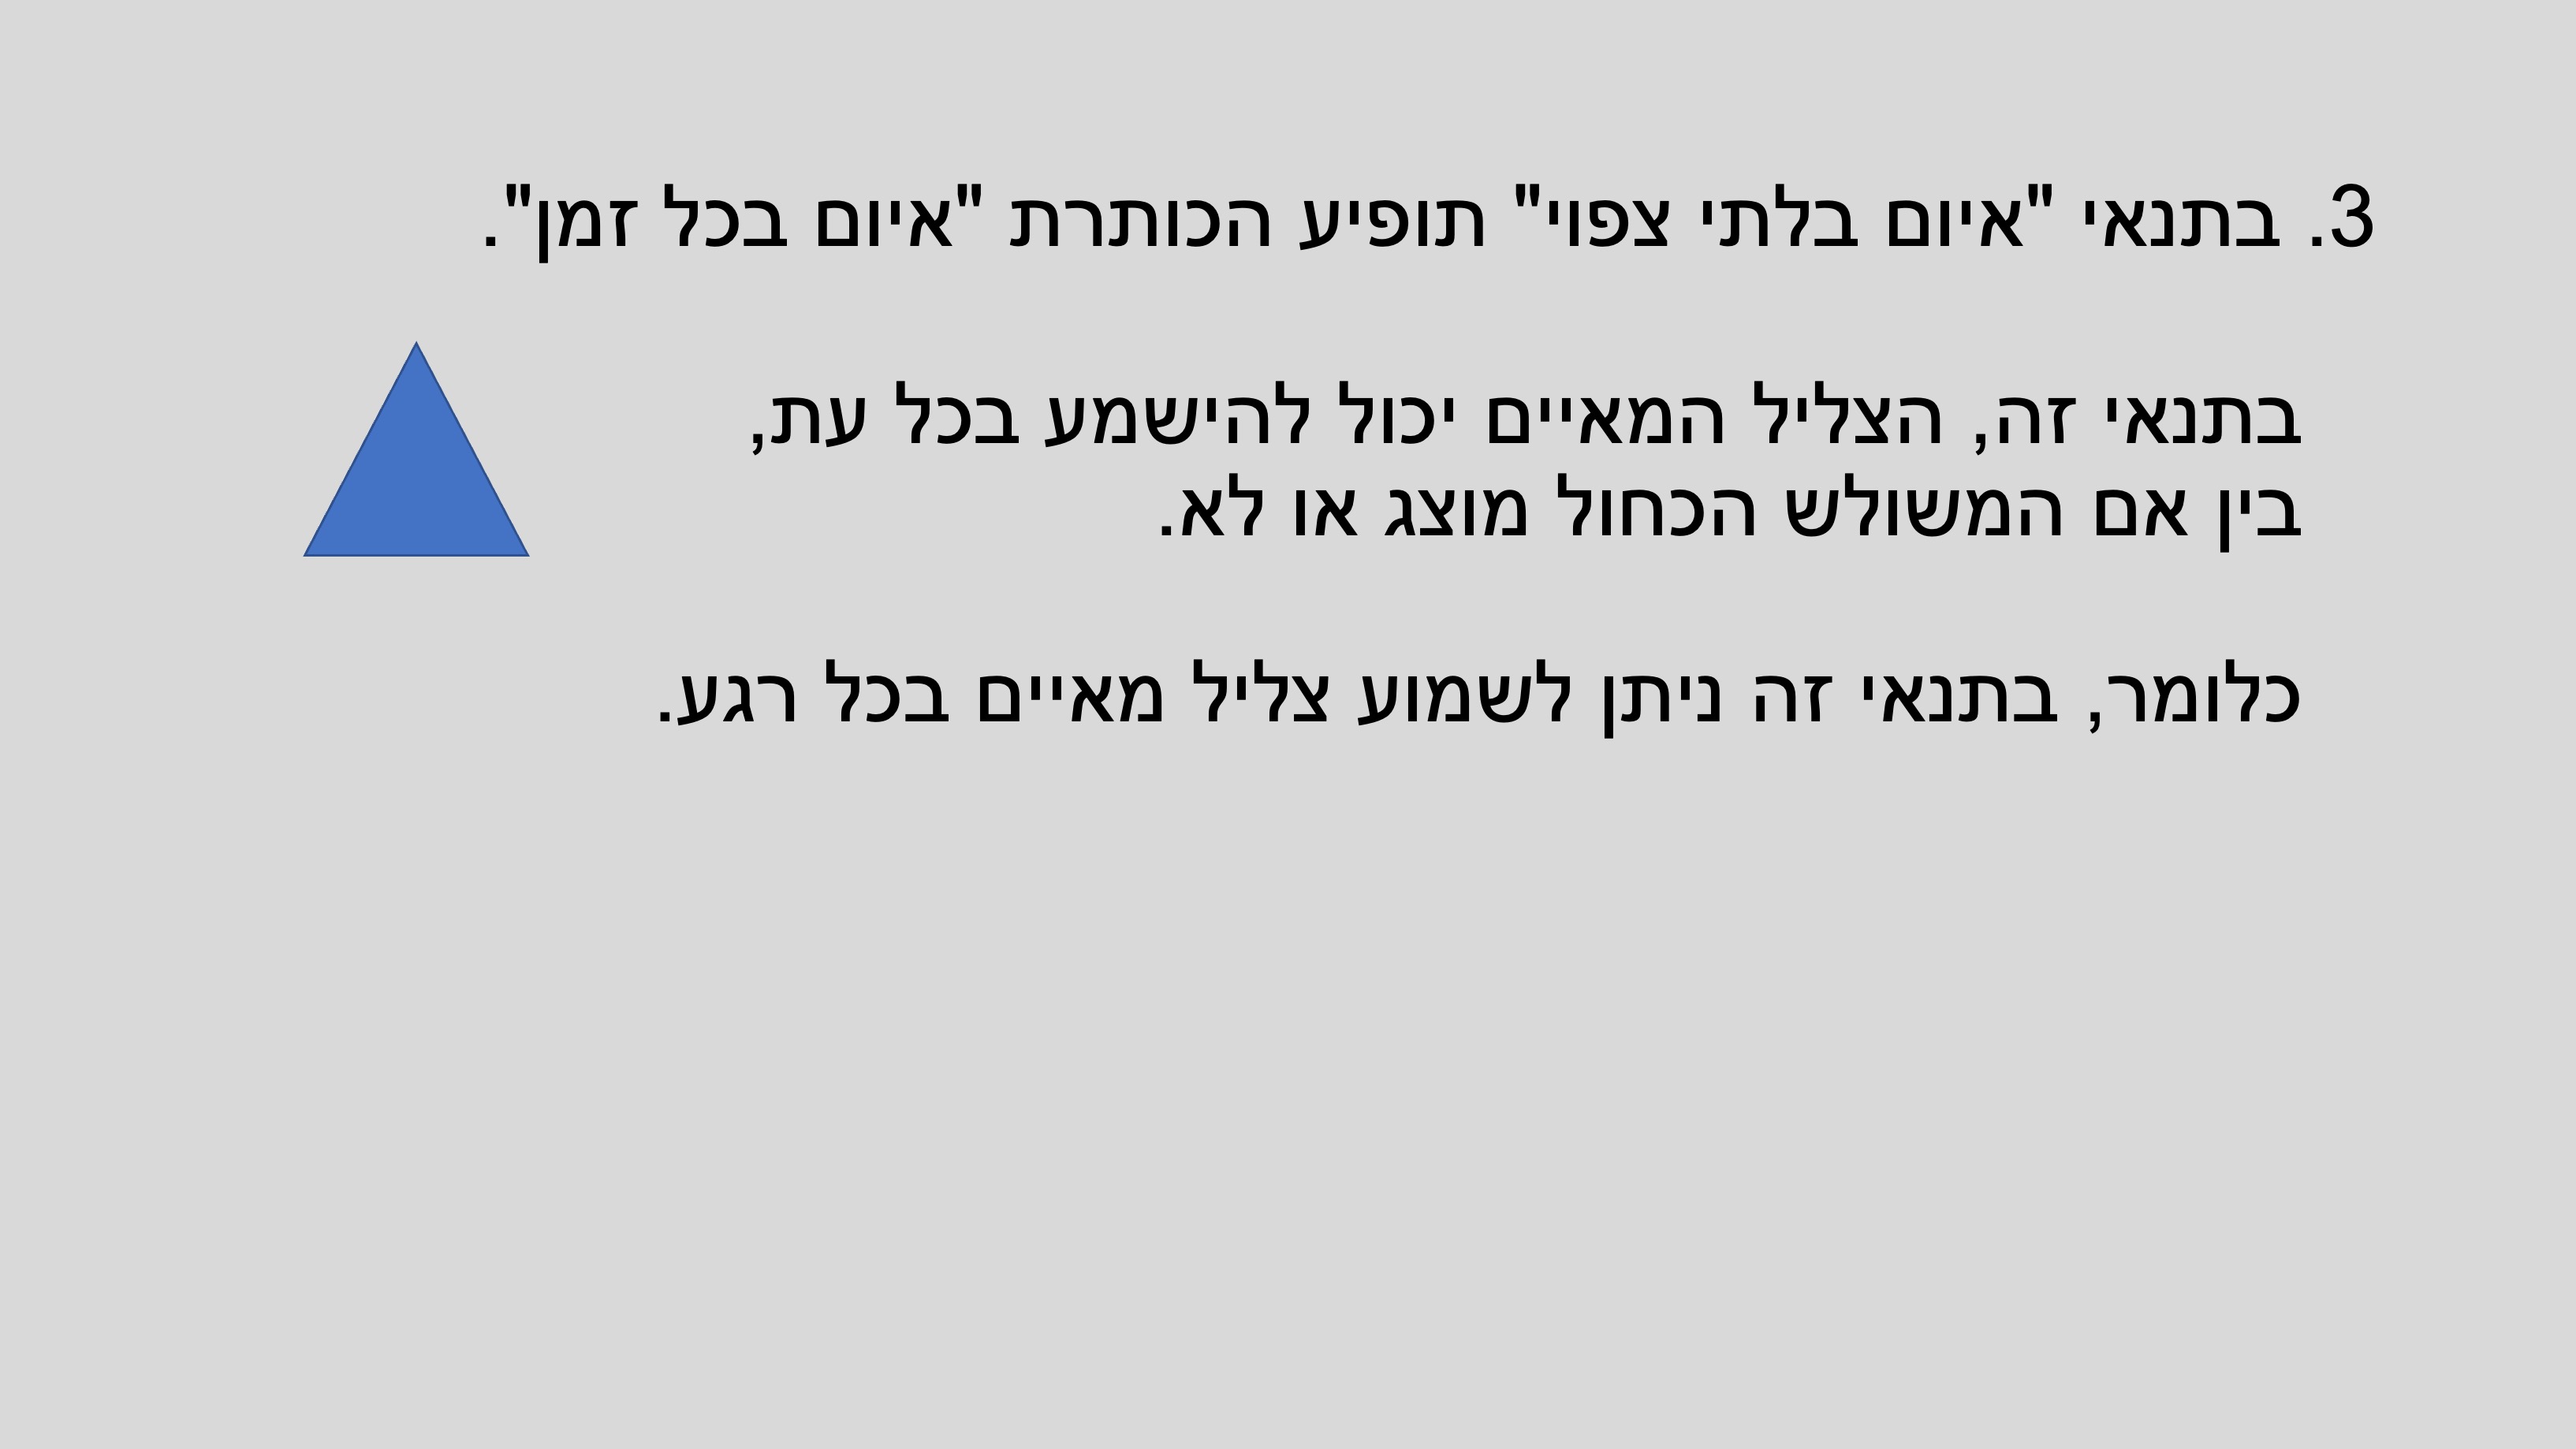 3. בתנאי "איום בלתי צפוי" תופיע הכותרת "איום בכל זמן".
בתנאי זה, הצליל המאיים יכול להישמע בכל עת,
בין אם המשולש הכחול מוצג או לא.
כלומר, בתנאי זה ניתן לשמוע צליל מאיים בכל רגע.